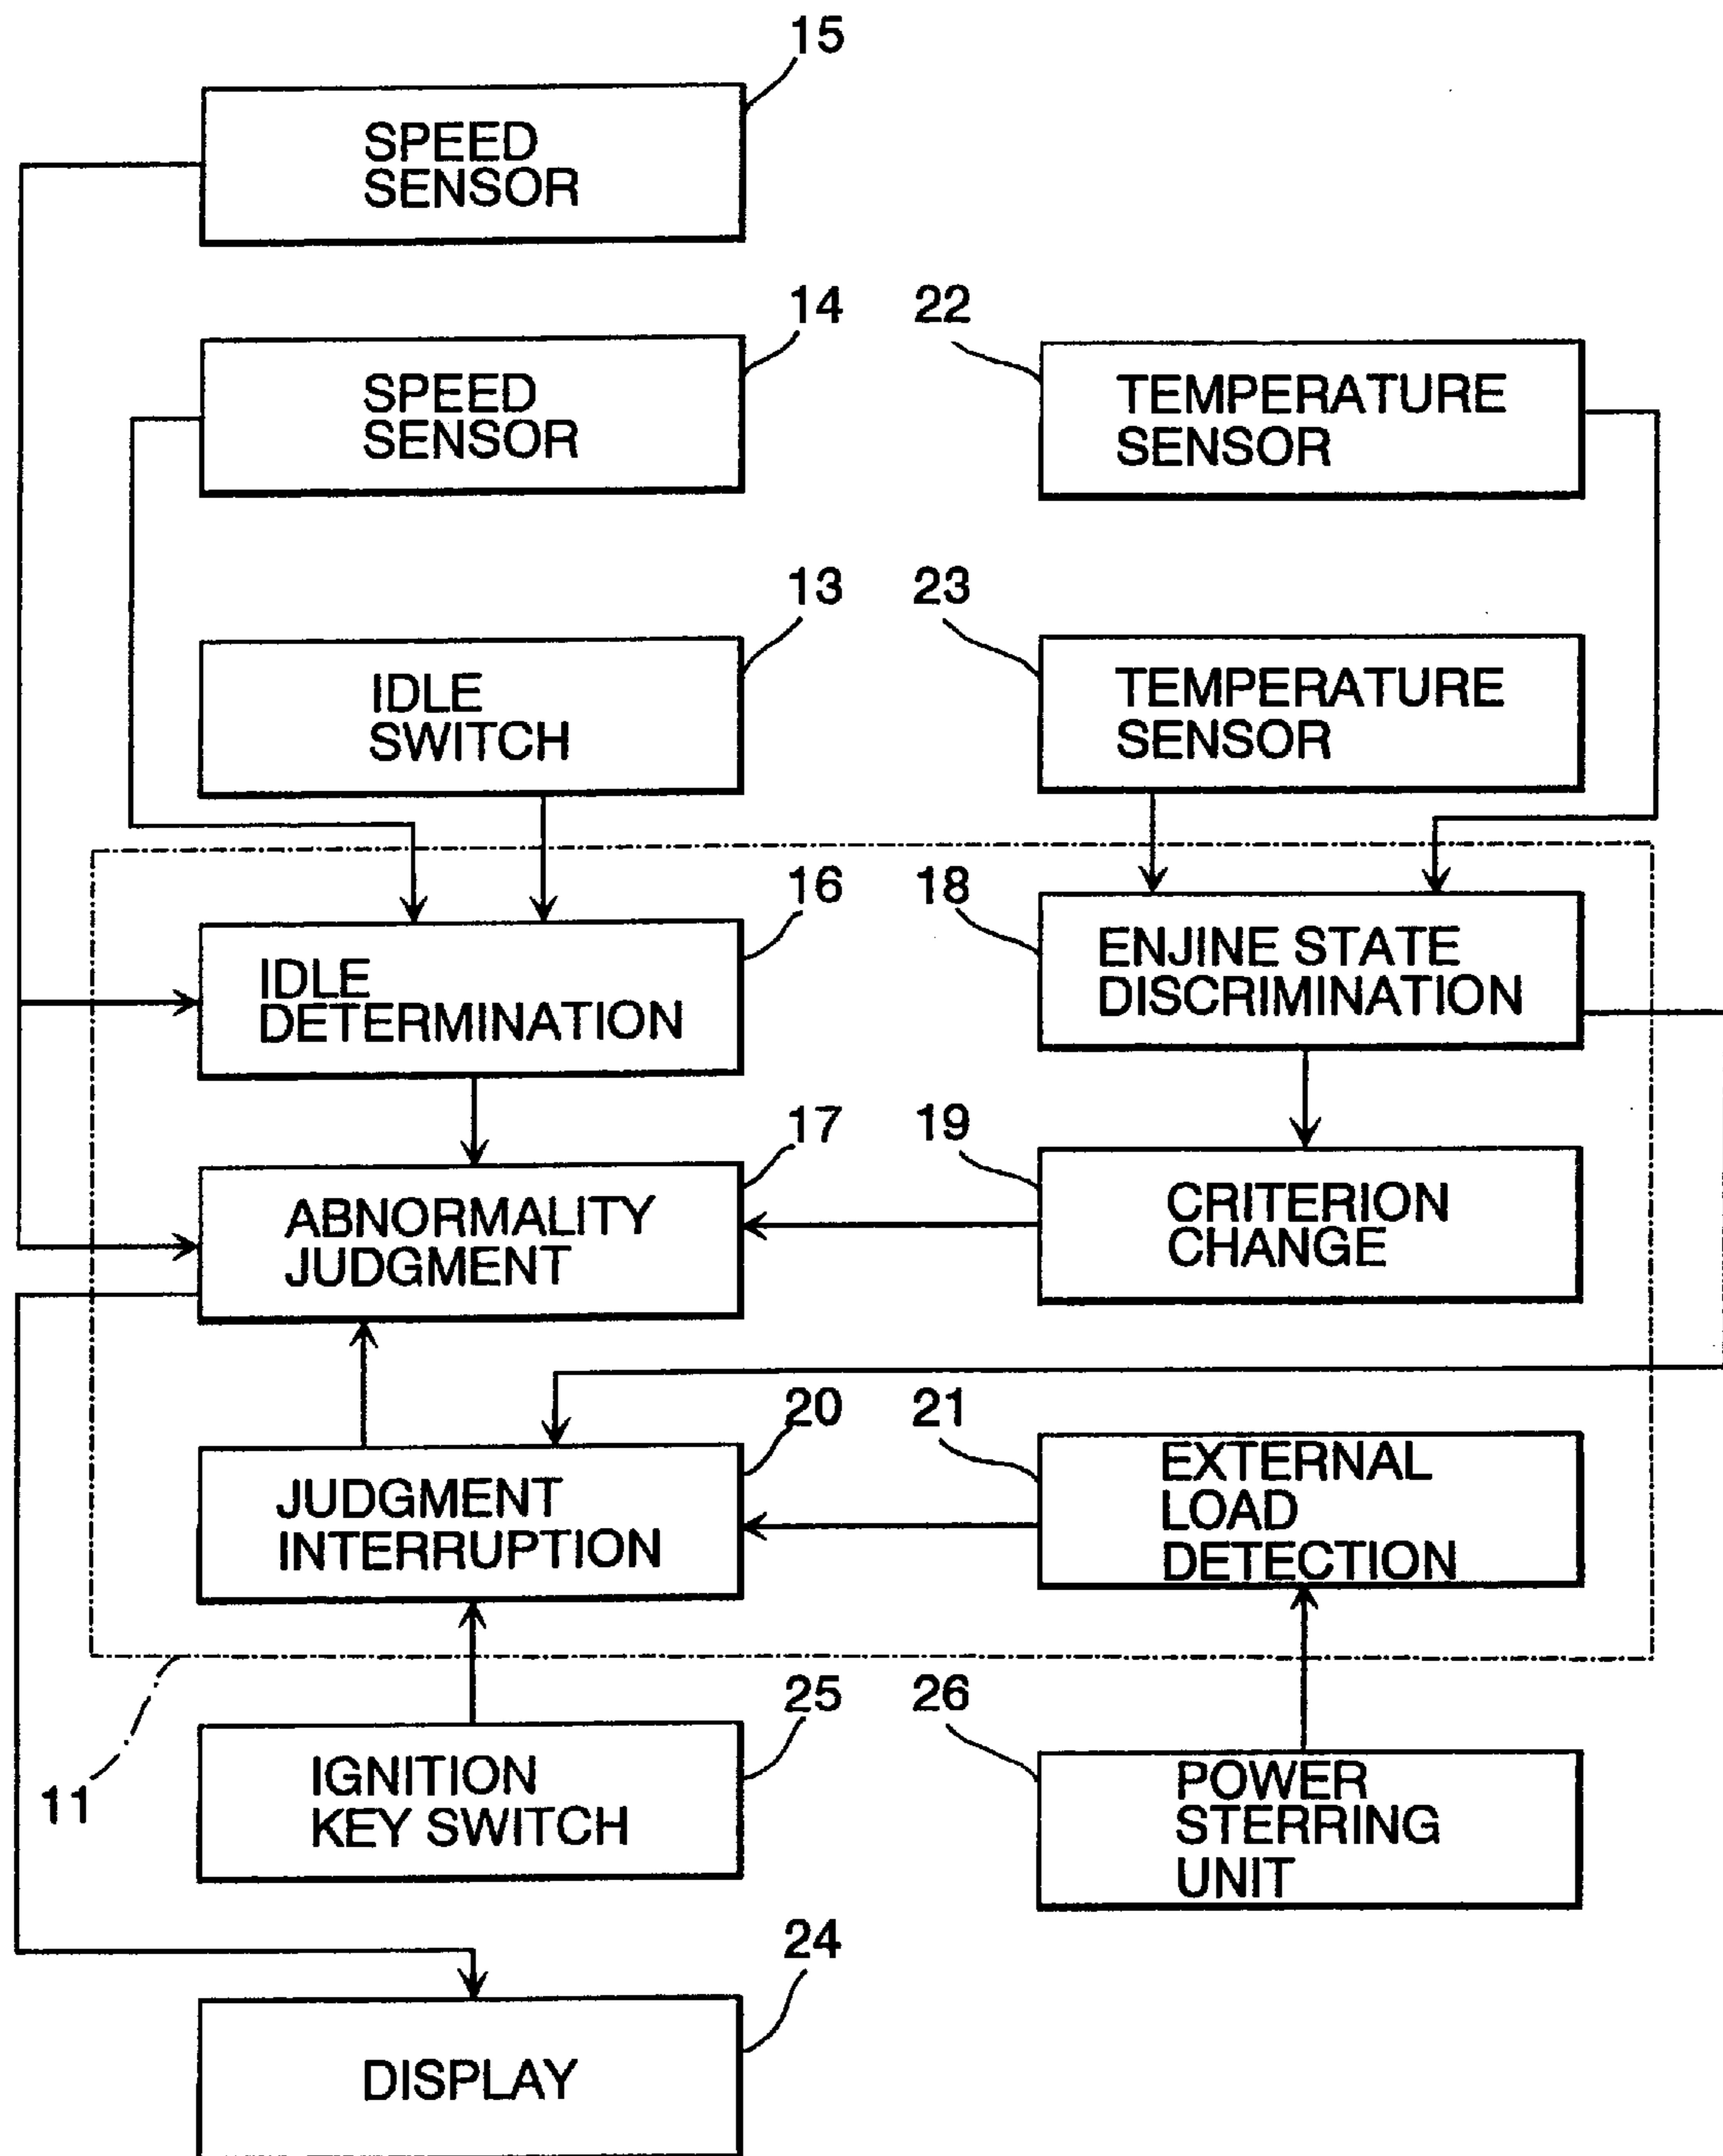 15
SPEED
SENSOR
14
SPEED
SENSOR
22
TEMPERATURE
SENSOR
13
IDLE
SWITCH
23
TEMPERATURE
SENSOR
16
IDLE
DETERMINATION
18
ENJINE STATE
DISCRIMINATION
17
ABNORMALITY
JUDGMENT
19
CRITERION
CHANGE
20
JUDGMENT
INTERRUPTION
21
EXTERNAL
LOAD
DETECTION
11
25
IGNITION
KEY SWITCH
26
POWER
STERRING
UNIT
24
DISPLAY